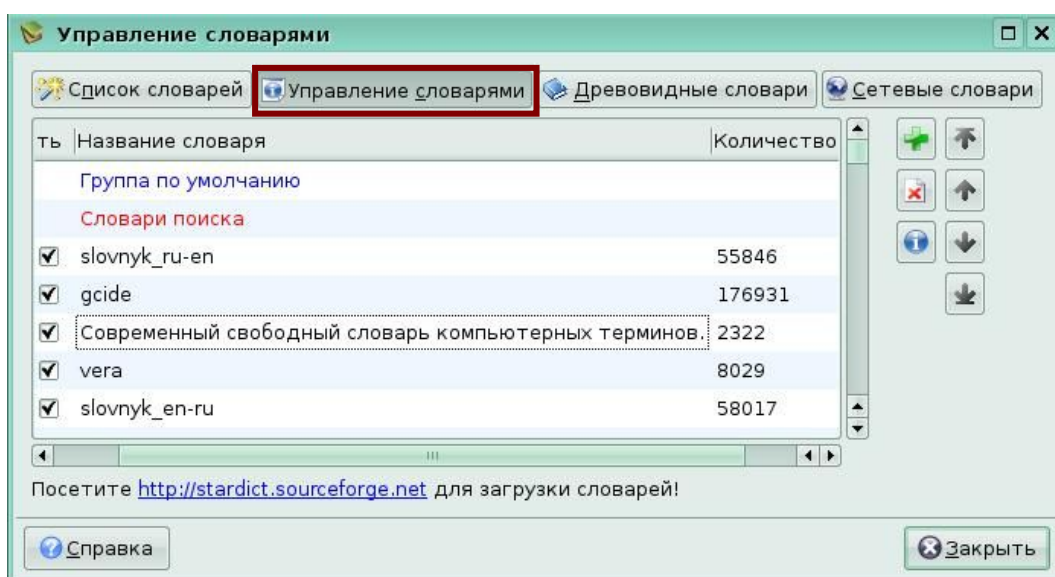 Управление словарями
Список словарей Управление словарями Древовидные словари Сетевые словари
ть Название словаря Количество
Группа по умолчанию
Словари поиска
slovnyk_ru-en 55846
gcide 176931
Современный свободный словарь компьютерных терминов. 2322
vera 8029
slovnyk_en-ru 58017
Посетите http://stardict.sourceforge.net для загрузки словарей!
Справка Закрыть